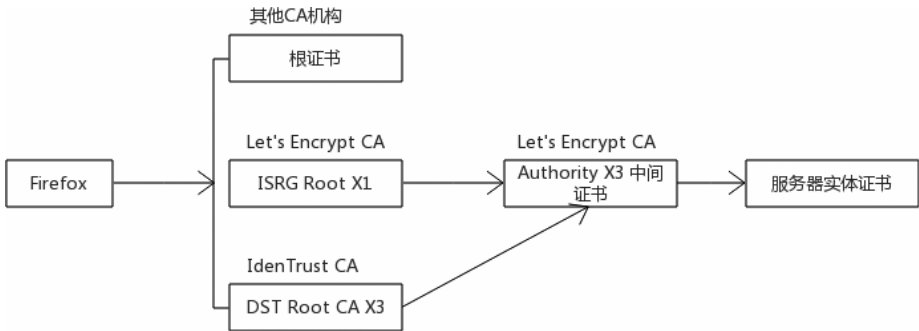 其他CA机构
根证书
Let's Encrypt CA
Let's Encrypt CA
Firefox
ISRG Root X1
Authority X3 中间
证书
服务器实体证书
IdenTrust CA
DST Root CA X3